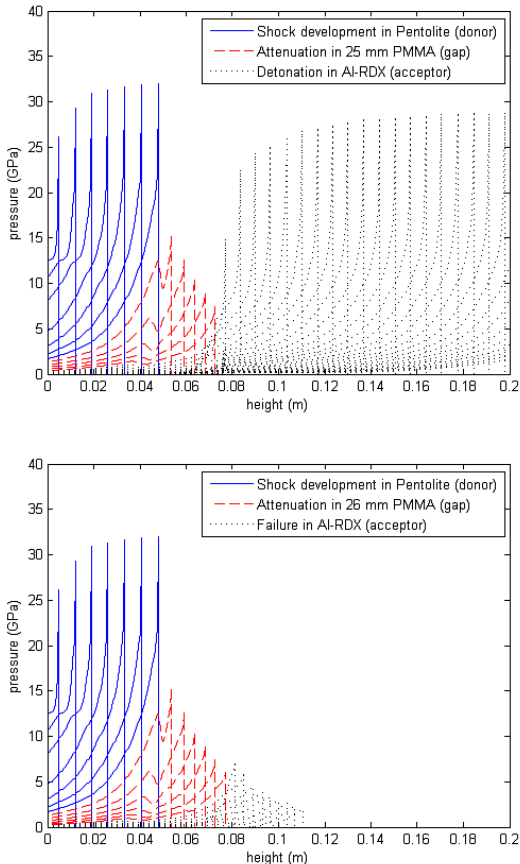 40
35
30
25
20
15
10
5
0
pressure (GPa)
Shock development in Pentolite (donor)
Attenuation in 25 mm PMMA (gap)
Detonation in Al-RDX (acceptor)
0 0.02 0.04 0.06 0.08 0.1 0.12 0.14 0.16 0.18 0.2
height (m)
40
35
30
25
20
15
10
5
0
pressure (GPa)
Shock development in Pentolite (donor)
Attenuation in 26 mm PMMA (gap)
Failure in Al-RDX (acceptor)
0 0.02 0.04 0.06 0.08 0.1 0.12 0.14 0.16 0.18 0.2
height (m)